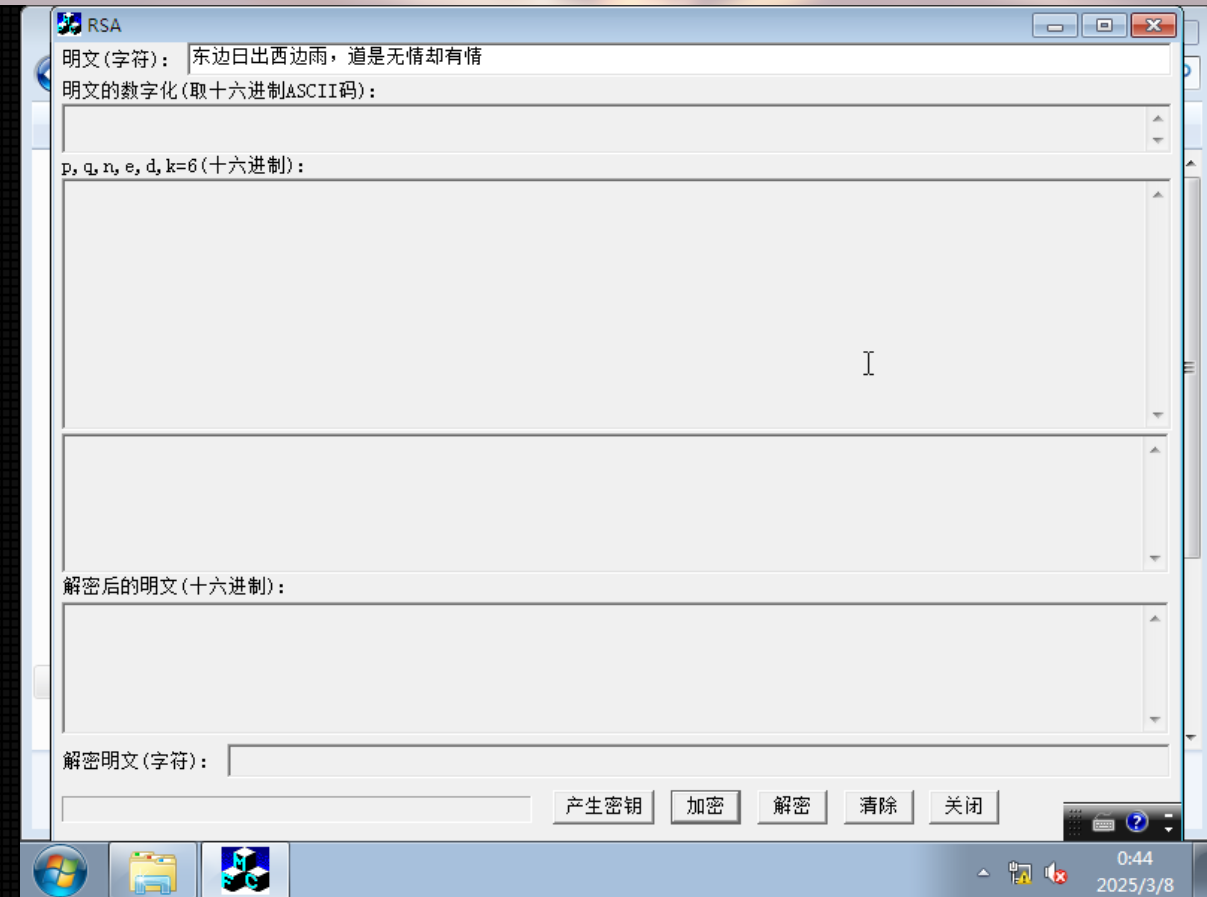 RSA
明文(字符): 东边日出西边雨，道是无情却有情
明文的数字化(取十六进制ASCII码):
p,q,n,e,d,k=6(十六进制):
解密后的明文(十六进制):
解密明文(字符):
产生密钥 加密 解密 清除 关闭
0:44
2025/3/8